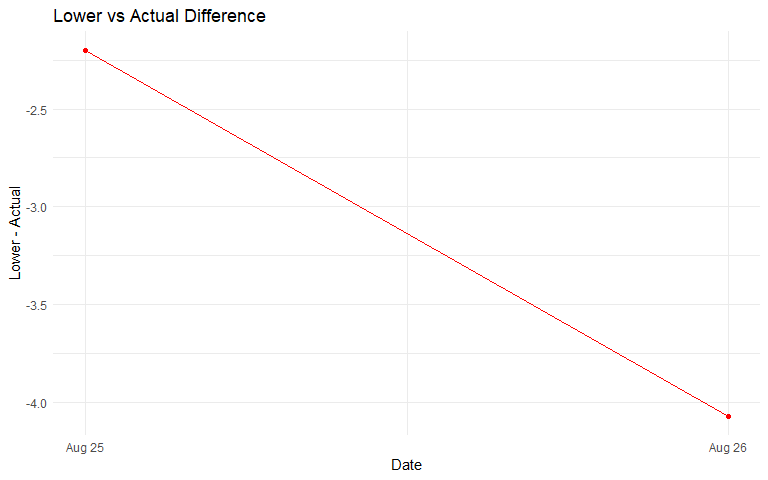 Lower vs Actual Difference
Lower - Actual
-2.5
-3.0
-3.5
-4.0
Aug 25
Aug 26
Date